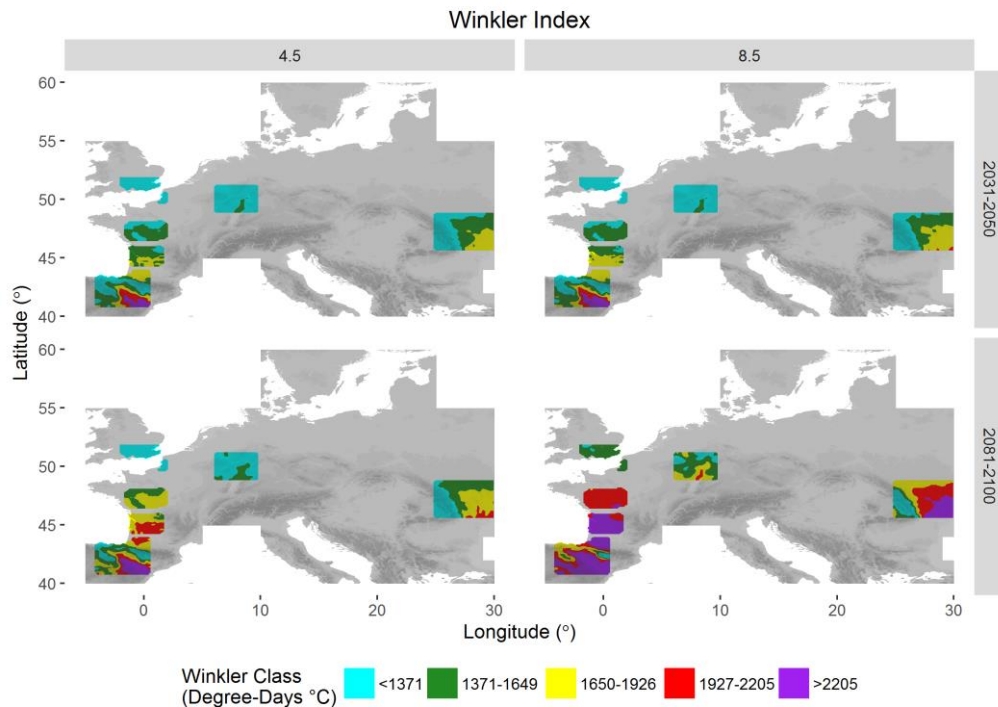 Winkler Index
4.5 8.5
60
55
50
45
40
2031-2050
Latitude (°)
60
55
50
45
40
2081-2100
0 10 20 30 0 10 20 30
Longitude (°)
Winkler Class
(Degree-Days °C)
<1371 1371-1649 1650-1926 1927-2205 >2205